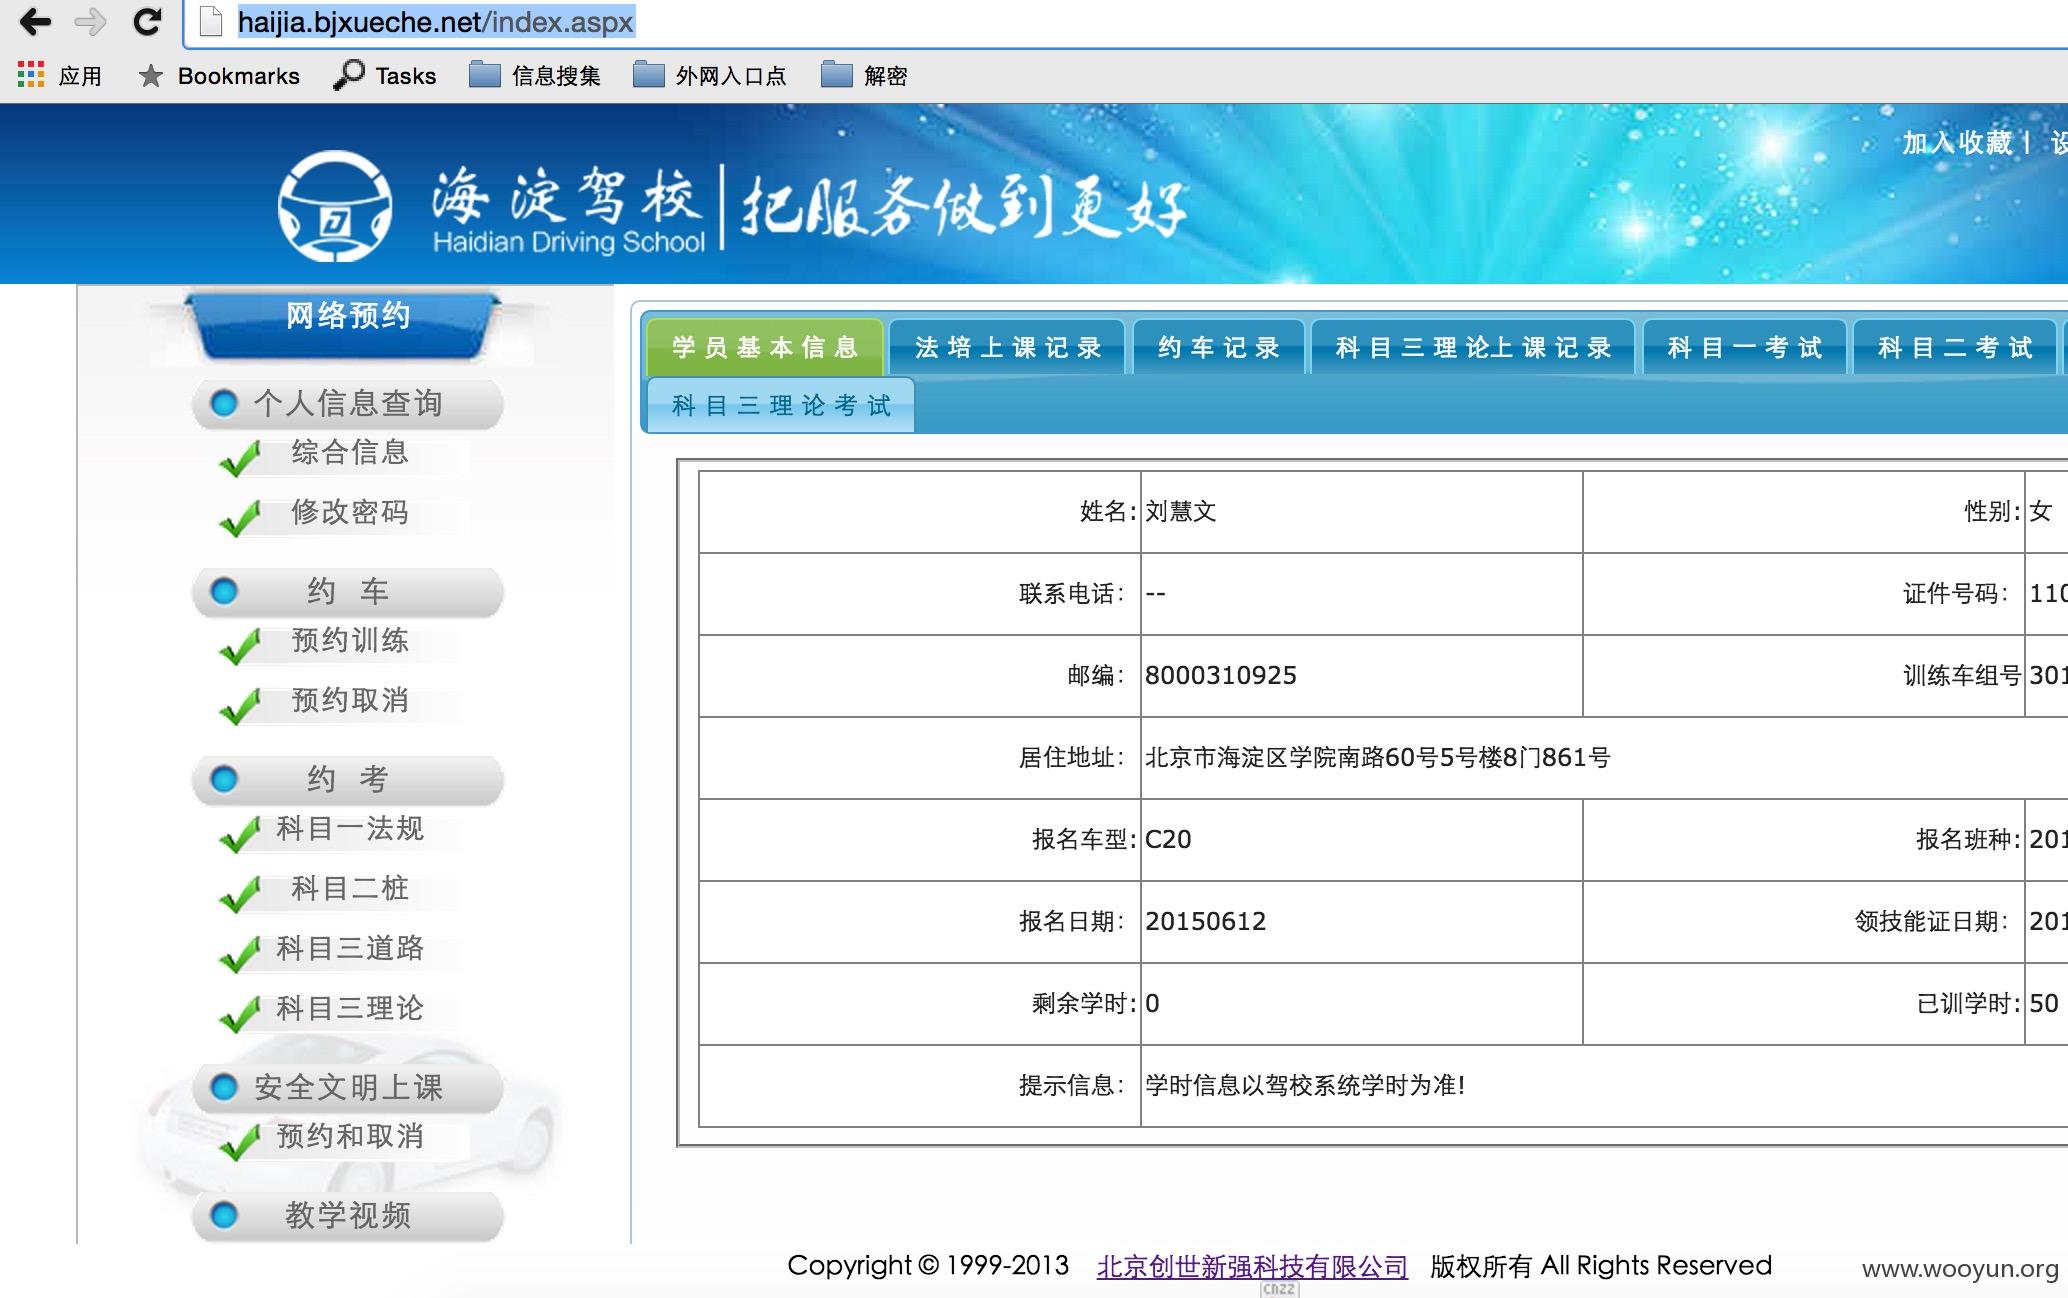 haijia.bjxueche.net/index.aspx
应用 Bookmarks Tasks 信息搜集 外网入口点 解密
加入收藏 |
海淀驾校 | 把服务做到更好
Haidian Driving School
网络预约
个人信息查询
综合信息
修改密码
约 车
预约训练
预约取消
约 考
科目一法规
科目二桩
科目三道路
科目三理论
安全文明上课
预约和取消
教学视频
学员基本信息 法培上课记录 约车记录 科目三理论上课记录 科目一考试 科目二考试
科目三理论考试
姓名: 刘慧文 性别: 女
联系电话: -- 证件号码: 110
邮编: 8000310925 训练车组号 301
居住地址: 北京市海淀区学院南路60号5号楼8门861号
报名车型: C20 报名班种: 201
报名日期: 20150612 领技能证日期: 201
剩余学时: 0 已训学时: 50
提示信息: 学时信息以驾校系统学时为准!
Copyright © 1999-2013 北京创世新强科技有限公司 版权所有 All Rights Reserved
www.wooyun.org
CNZZ